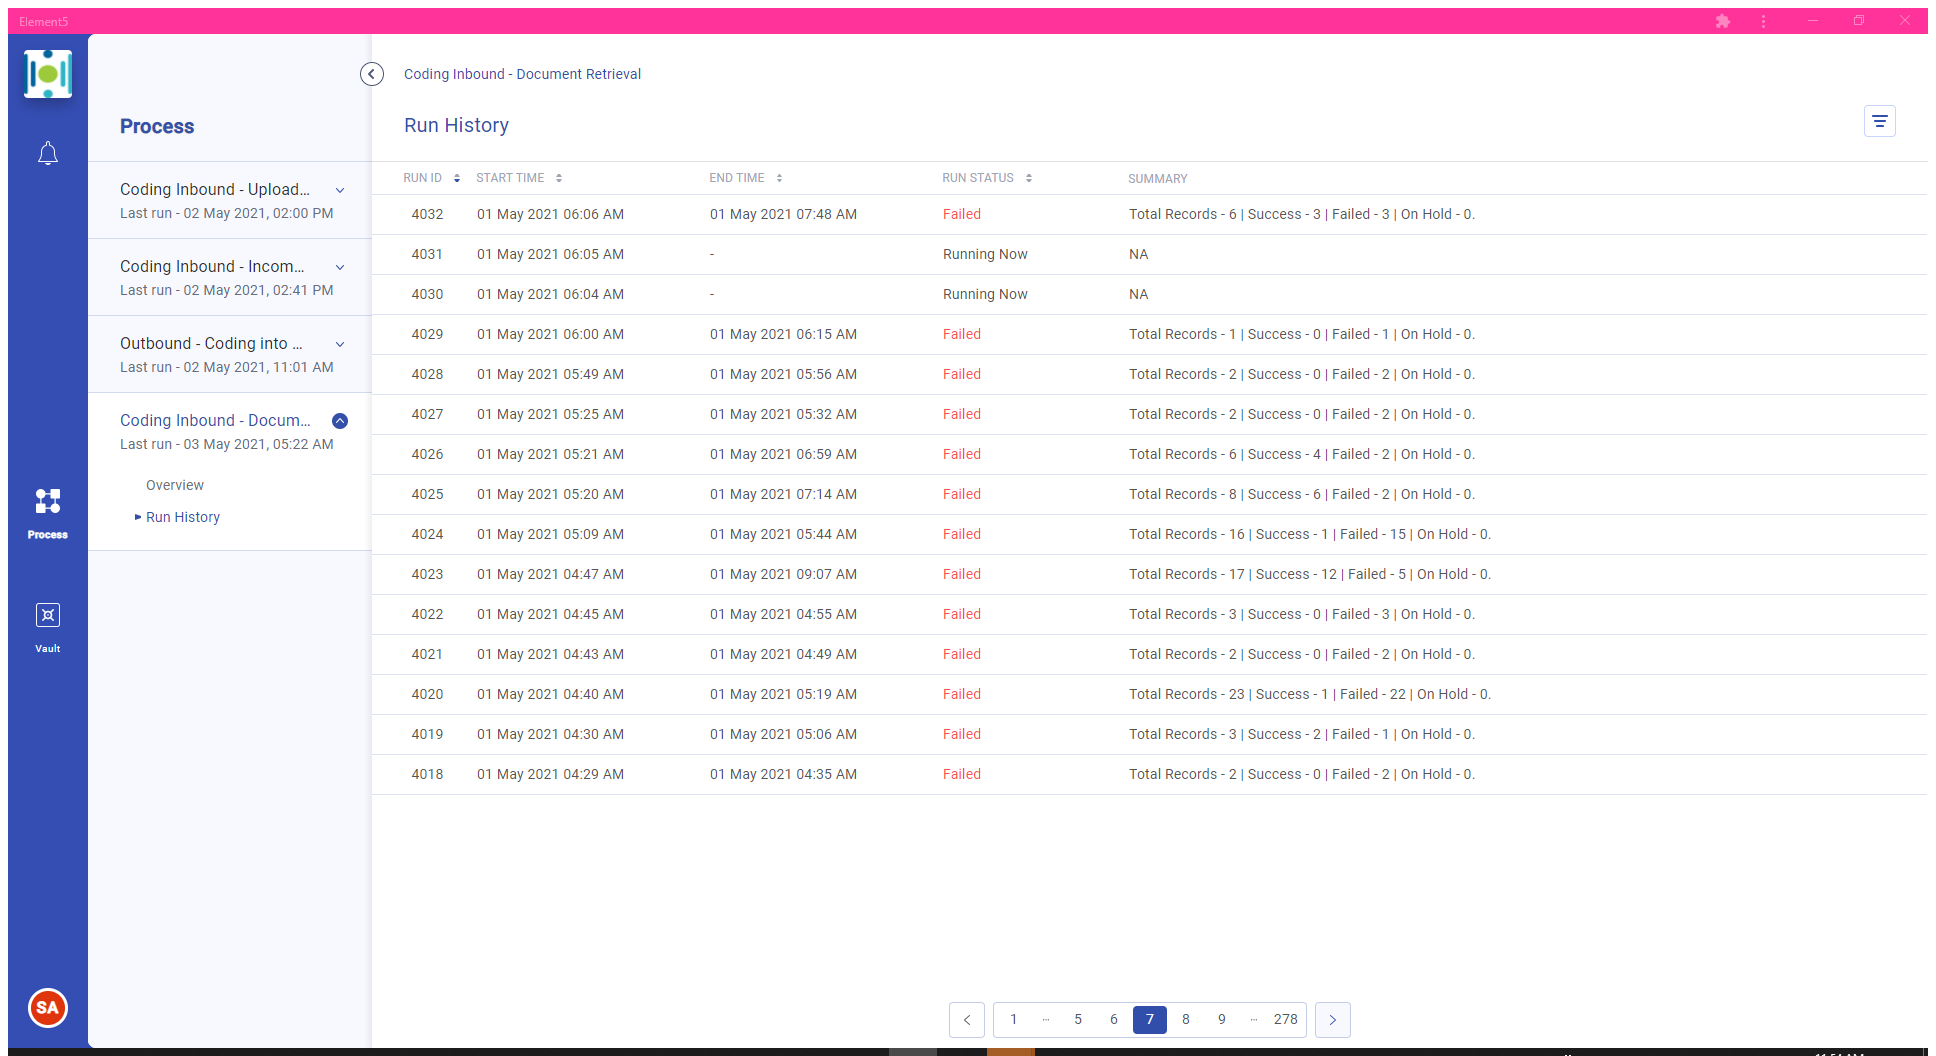 Element5
Coding Inbound - Document Retrieval
Process
Run History
RUN ID START TIME END TIME RUN STATUS SUMMARY
Coding Inbound - Upload...
Last run - 02 May 2021, 02:00 PM
Coding Inbound - Incom...
Last run - 02 May 2021, 02:41 PM
Outbound - Coding into ...
Last run - 02 May 2021, 11:01 AM
Coding Inbound - Docum...
Last run - 03 May 2021, 05:22 AM
Overview
Run History
Process
Vault
SA
4032 01 May 2021 06:06 AM 01 May 2021 07:48 AM Failed Total Records - 6 | Success - 3 | Failed - 3 | On Hold - 0.
4031 01 May 2021 06:05 AM - Running Now NA
4030 01 May 2021 06:04 AM - Running Now NA
4029 01 May 2021 06:00 AM 01 May 2021 06:15 AM Failed Total Records - 1 | Success - 0 | Failed - 1 | On Hold - 0.
4028 01 May 2021 05:49 AM 01 May 2021 05:56 AM Failed Total Records - 2 | Success - 0 | Failed - 2 | On Hold - 0.
4027 01 May 2021 05:25 AM 01 May 2021 05:32 AM Failed Total Records - 2 | Success - 0 | Failed - 2 | On Hold - 0.
4026 01 May 2021 05:21 AM 01 May 2021 06:59 AM Failed Total Records - 6 | Success - 4 | Failed - 2 | On Hold - 0.
4025 01 May 2021 05:20 AM 01 May 2021 07:14 AM Failed Total Records - 8 | Success - 6 | Failed - 2 | On Hold - 0.
4024 01 May 2021 05:09 AM 01 May 2021 05:44 AM Failed Total Records - 16 | Success - 1 | Failed - 15 | On Hold - 0.
4023 01 May 2021 04:47 AM 01 May 2021 09:07 AM Failed Total Records - 17 | Success - 12 | Failed - 5 | On Hold - 0.
4022 01 May 2021 04:45 AM 01 May 2021 04:55 AM Failed Total Records - 3 | Success - 0 | Failed - 3 | On Hold - 0.
4021 01 May 2021 04:43 AM 01 May 2021 04:49 AM Failed Total Records - 2 | Success - 0 | Failed - 2 | On Hold - 0.
4020 01 May 2021 04:40 AM 01 May 2021 05:19 AM Failed Total Records - 23 | Success - 1 | Failed - 22 | On Hold - 0.
4019 01 May 2021 04:30 AM 01 May 2021 05:06 AM Failed Total Records - 3 | Success - 2 | Failed - 1 | On Hold - 0.
4018 01 May 2021 04:29 AM 01 May 2021 04:35 AM Failed Total Records - 2 | Success - 0 | Failed - 2 | On Hold - 0.
1 ... 5 6 7 8 9 ... 278